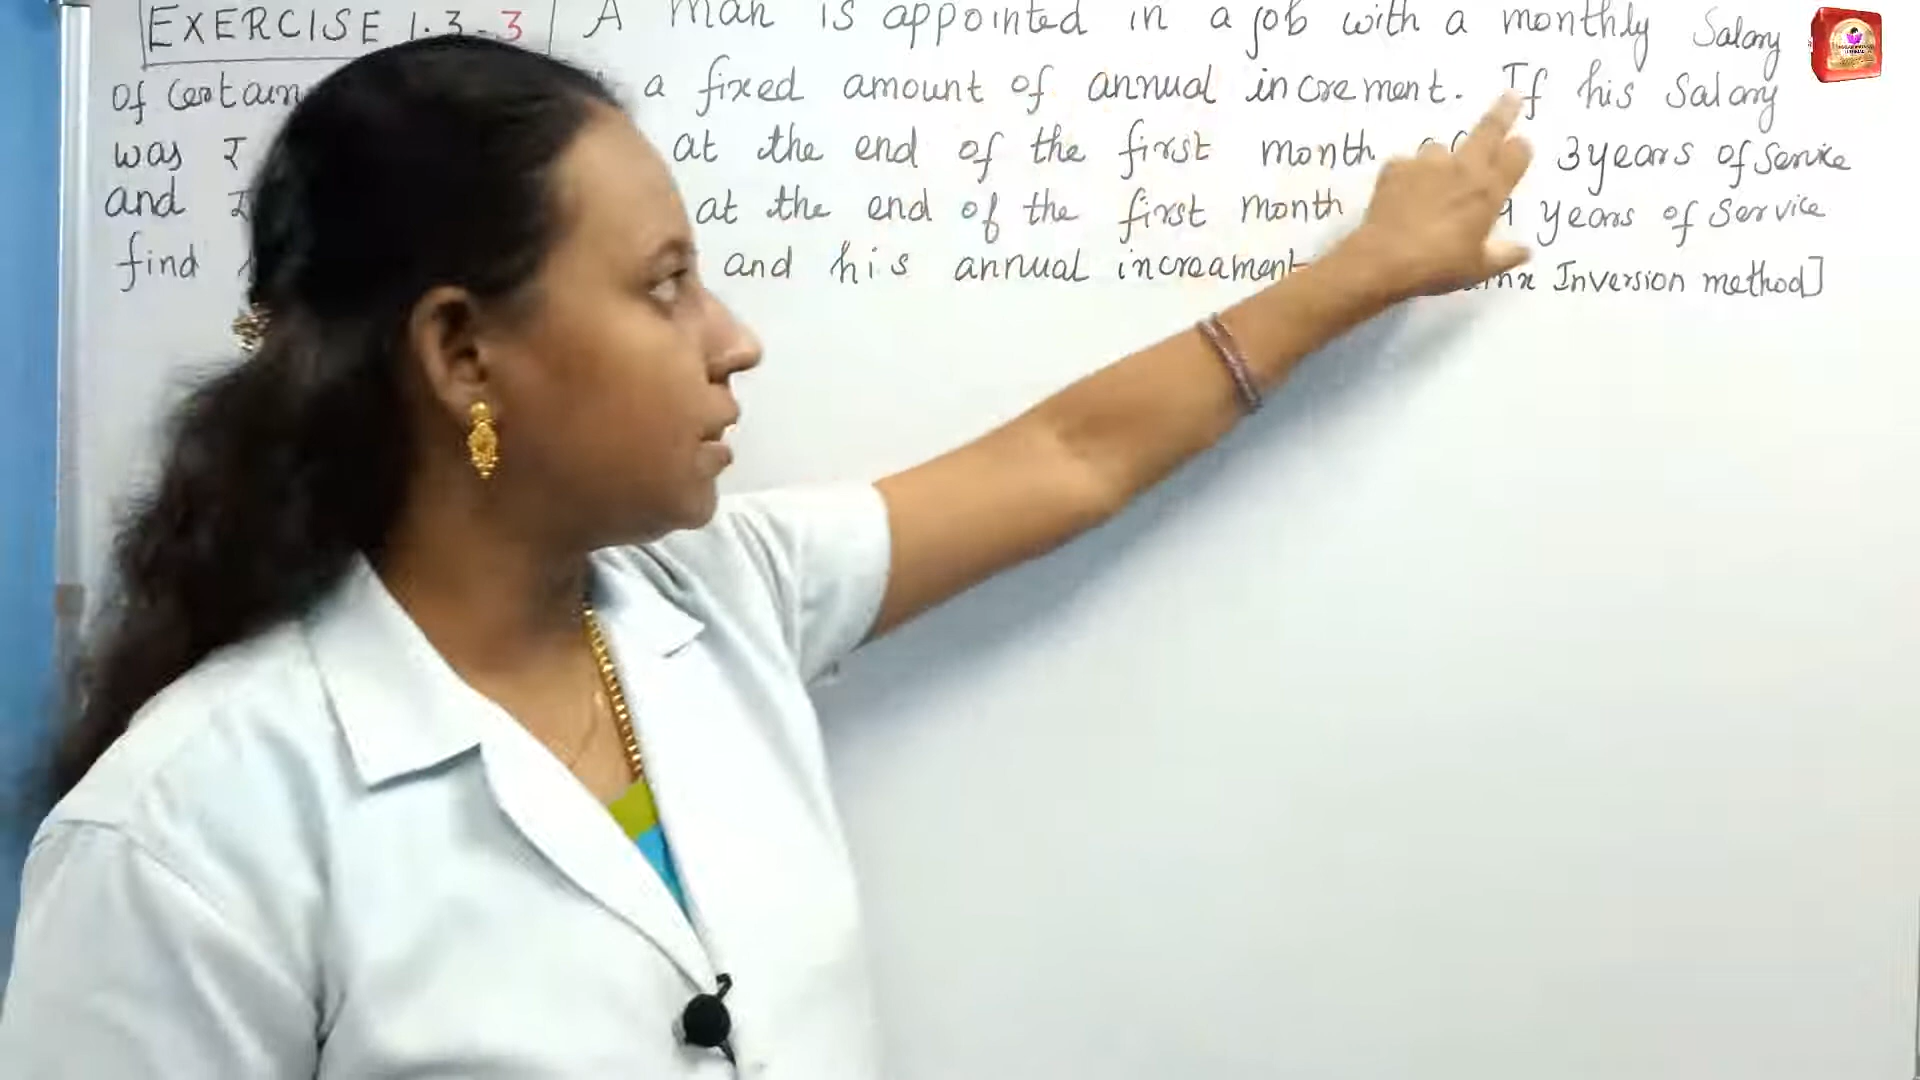 EXERCISE 1.3-3 A man is appointed in a job with a monthly Salary
of Certain a fixed amount of annual increment. If his Salary
was ₹ at the end of the first month 3 years of Service
and ₹ at the end of the first month 9 years of Service
find and his annual increament Inversion method]